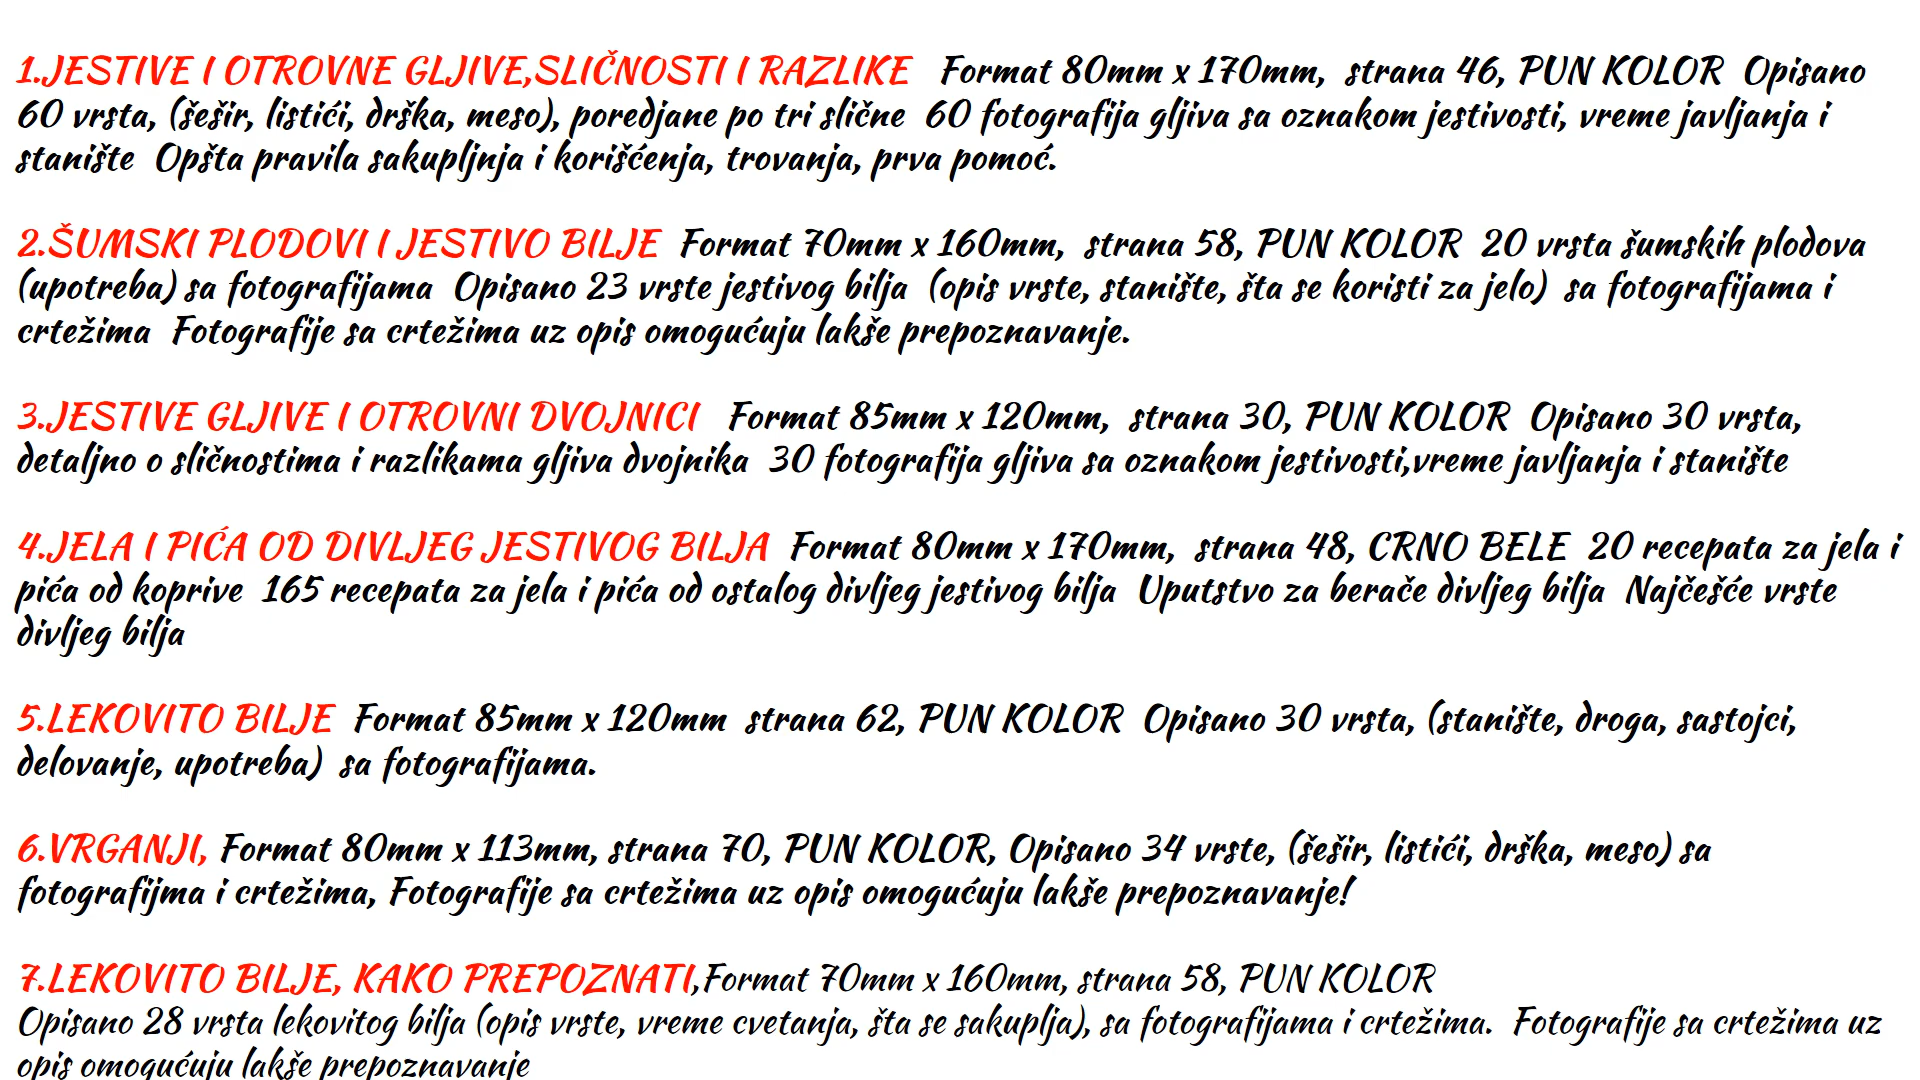 1.JESTIVE I OTROVNE GLJIVE,SLIČNOSTI I RAZLIKE Format 80mm x 170mm, strana 46, PUN KOLOR Opisano
60 vrsta, (šešir, listići, drška, meso), poredjane po tri slične 60 fotografija gljiva sa oznakom jestivosti, vreme javljanja i
stanište Opšta pravila sakupljnja i korišćenja, trovanja, prva pomoć.
2.ŠUMSKI PLODOVI I JESTIVO BILJE Format 70mm x 160mm, strana 58, PUN KOLOR 20 vrsta šumskih plodova
(upotreba) sa fotografijama Opisano 23 vrste jestivog bilja (opis vrste, stanište, šta se koristi za jelo) sa fotografijama i
crtežima Fotografije sa crtežima uz opis omogućuju lakše prepoznavanje.
3.JESTIVE GLJIVE I OTROVNI DVOJNICI Format 85mm x 120mm, strana 30, PUN KOLOR Opisano 30 vrsta,
detaljno o sličnostima i razlikama gljiva dvojnika 30 fotografija gljiva sa oznakom jestivosti,vreme javljanja i stanište
4.JELA I PIĆA OD DIVLJEG JESTIVOG BILJA Format 80mm x 170mm, strana 48, CRNO BELE 20 recepata za jela i
pića od koprive 165 recepata za jela i pića od ostalog divljeg jestivog bilja Uputstvo za berače divljeg bilja Najčešće vrste
divljeg bilja
5.LEKOVITO BILJE Format 85mm x 120mm strana 62, PUN KOLOR Opisano 30 vrsta, (stanište, droga, sastojci,
delovanje, upotreba) sa fotografijama.
6.VRGANJI, Format 80mm x 113mm, strana 70, PUN KOLOR, Opisano 34 vrste, (šešir, listići, drška, meso) sa
fotografijma i crtežima, Fotografije sa crtežima uz opis omogućuju lakše prepoznavanje!
7.LEKOVITO BILJE, KAKO PREPOZNATI,Format 70mm x 160mm, strana 58, PUN KOLOR
Opisano 28 vrsta lekovitog bilja (opis vrste, vreme cvetanja, šta se sakuplja), sa fotografijama i crtežima. Fotografije sa crtežima uz
opis omogućuju lakše prepoznavanje